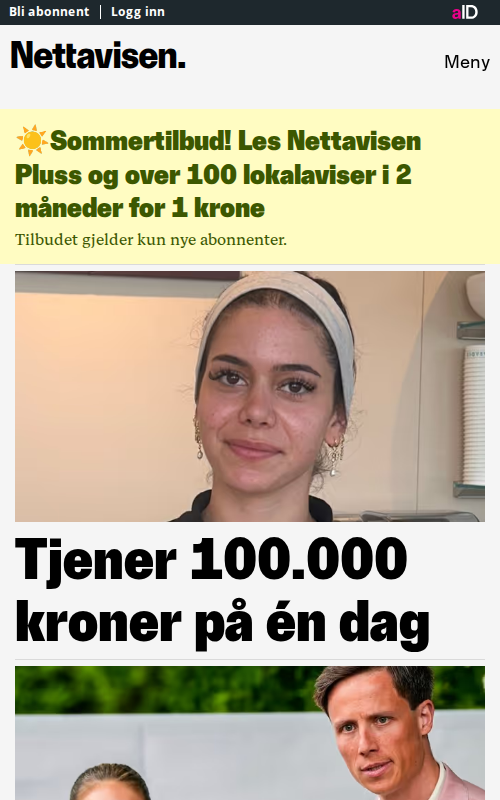 Bli abonnent | Logg inn
aID
Nettavisen.
Meny
☀️Sommertilbud! Les Nettavisen
Pluss og over 100 lokalaviser i 2
måneder for 1 krone
Tilbudet gjelder kun nye abonnenter.
Tjener 100.000
kroner på én dag